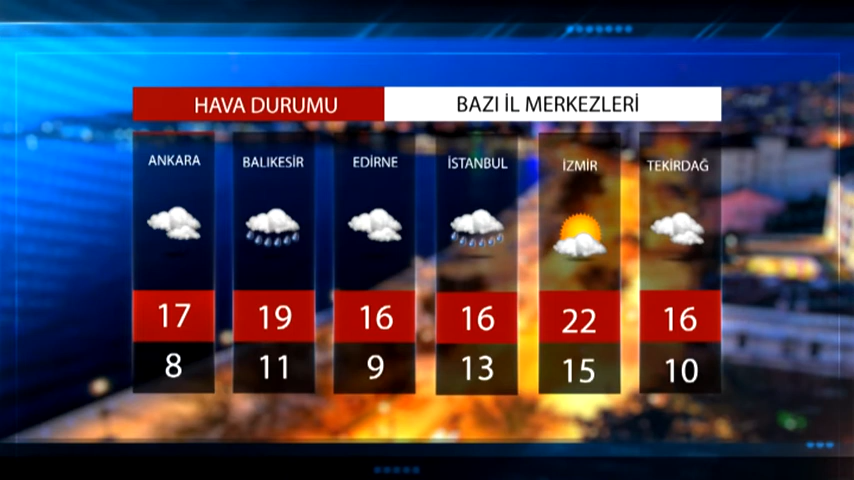 HAVA DURUMU BAZI İL MERKEZLERİ
ANKARA BALIKESİR EDİRNE İSTANBUL İZMİR TEKİRDAĞ
17 19 16 16 22 16
8 11 9 13 15 10